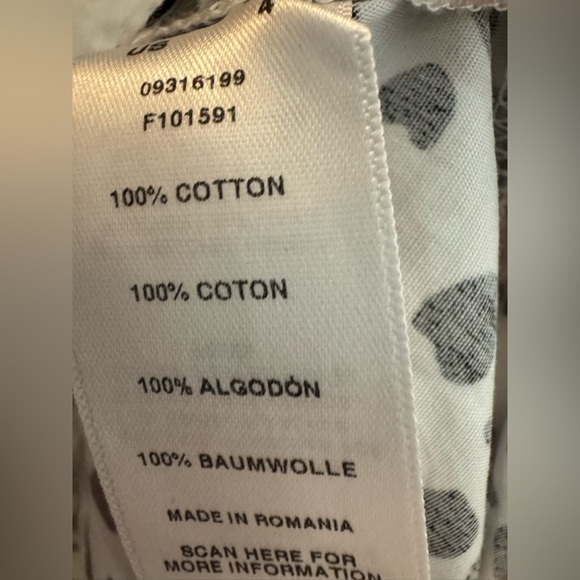 US 4
09316199
F101591
100% COTTON
100% COTON
100% ALGODÓN
100% BAUMWOLLE
MADE IN ROMANIA
SCAN HERE FOR
MORE INFORMATION